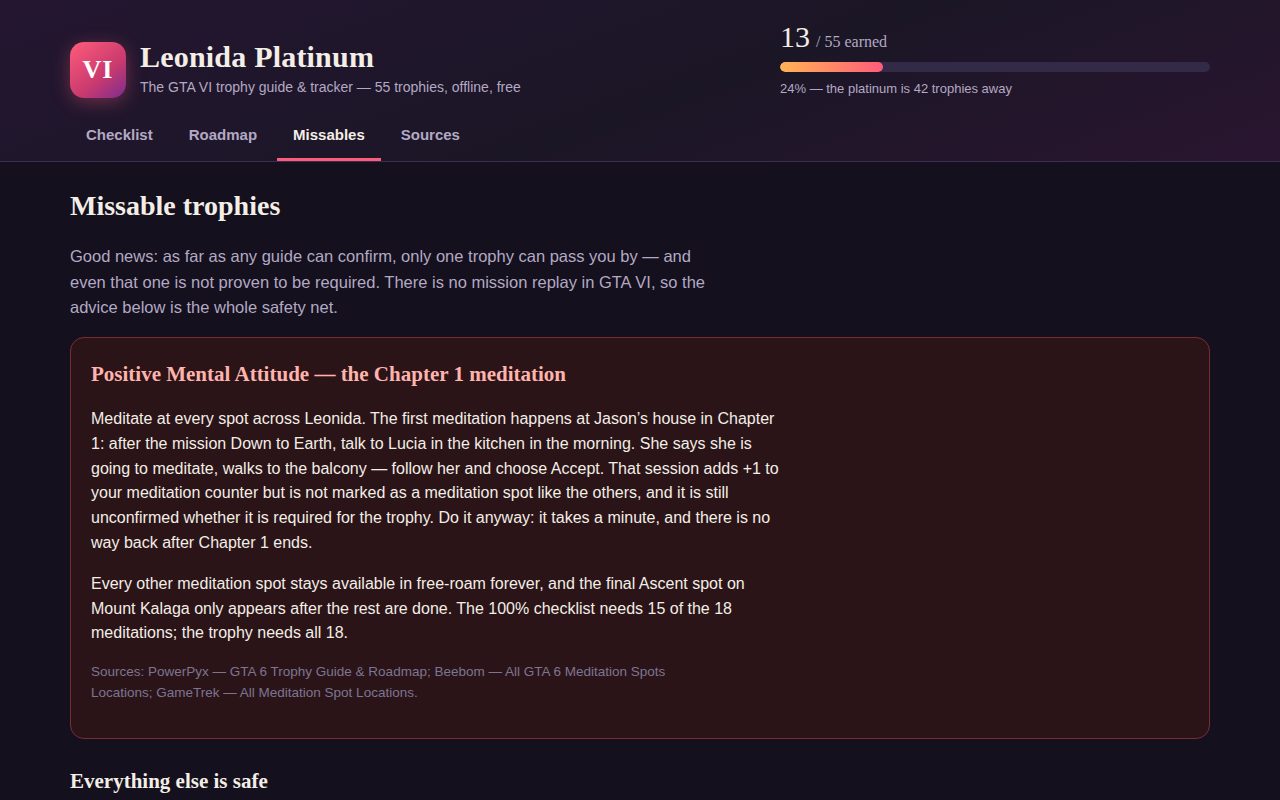 VI
Leonida Platinum
The GTA VI trophy guide & tracker — 55 trophies, offline, free
13 / 55 earned
24% — the platinum is 42 trophies away
Checklist
Roadmap
Missables
Sources
Missable trophies
Good news: as far as any guide can confirm, only one trophy can pass you by — and
even that one is not proven to be required. There is no mission replay in GTA VI, so the
advice below is the whole safety net.
Positive Mental Attitude — the Chapter 1 meditation
Meditate at every spot across Leonida. The first meditation happens at Jason’s house in Chapter
1: after the mission Down to Earth, talk to Lucia in the kitchen in the morning. She says she is
going to meditate, walks to the balcony — follow her and choose Accept. That session adds +1 to
your meditation counter but is not marked as a meditation spot like the others, and it is still
unconfirmed whether it is required for the trophy. Do it anyway: it takes a minute, and there is no
way back after Chapter 1 ends.
Every other meditation spot stays available in free-roam forever, and the final Ascent spot on
Mount Kalaga only appears after the rest are done. The 100% checklist needs 15 of the 18
meditations; the trophy needs all 18.
Sources: PowerPyx — GTA 6 Trophy Guide & Roadmap; Beebom — All GTA 6 Meditation Spots
Locations; GameTrek — All Meditation Spot Locations.
Everything else is safe